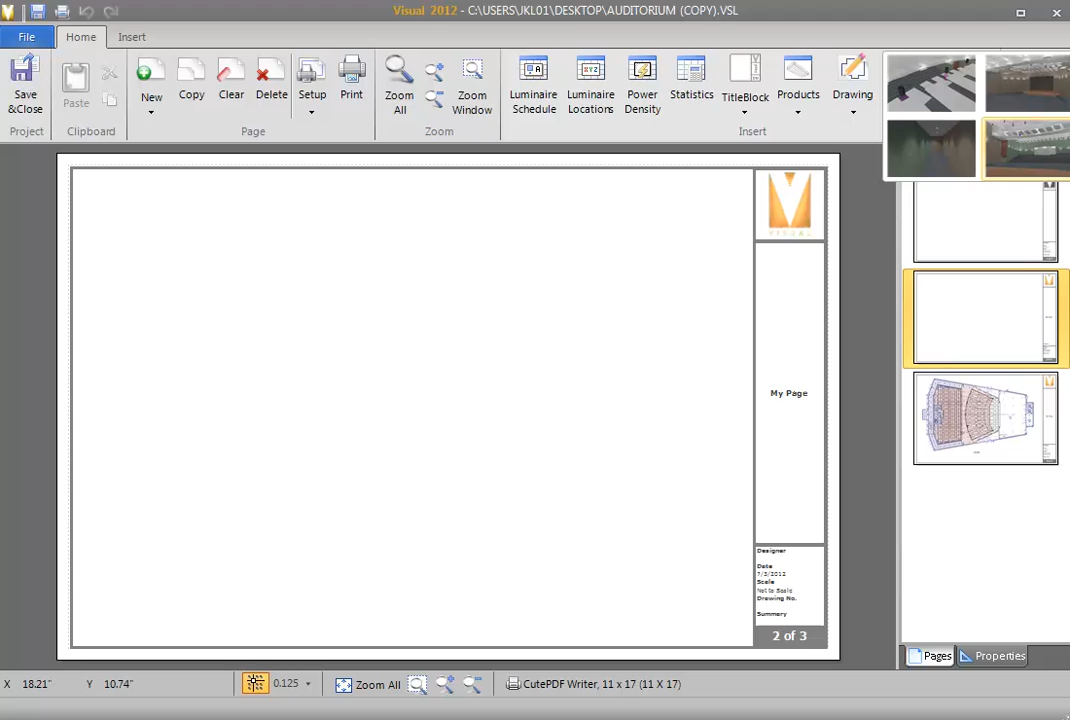 Visual 2012 - C:\USERS\JKL01\DESKTOP\AUDITORIUM (COPY).VSL
File Home Insert
Save &Close
Paste
New Copy Clear Delete Setup Print
Zoom All
Zoom Window
Luminaire Schedule
Luminaire Locations
Power Density
Statistics TitleBlock Products Drawing
Project Clipboard Page Zoom Insert
VISUAL
My Page
Designer
Date
7/3/2012
Scale
Not to Scale
Drawing No.
Summary
2 of 3
Pages Properties
X 18.21" Y 10.74" 0.125 Zoom All CutePDF Writer, 11 x 17 (11 X 17)